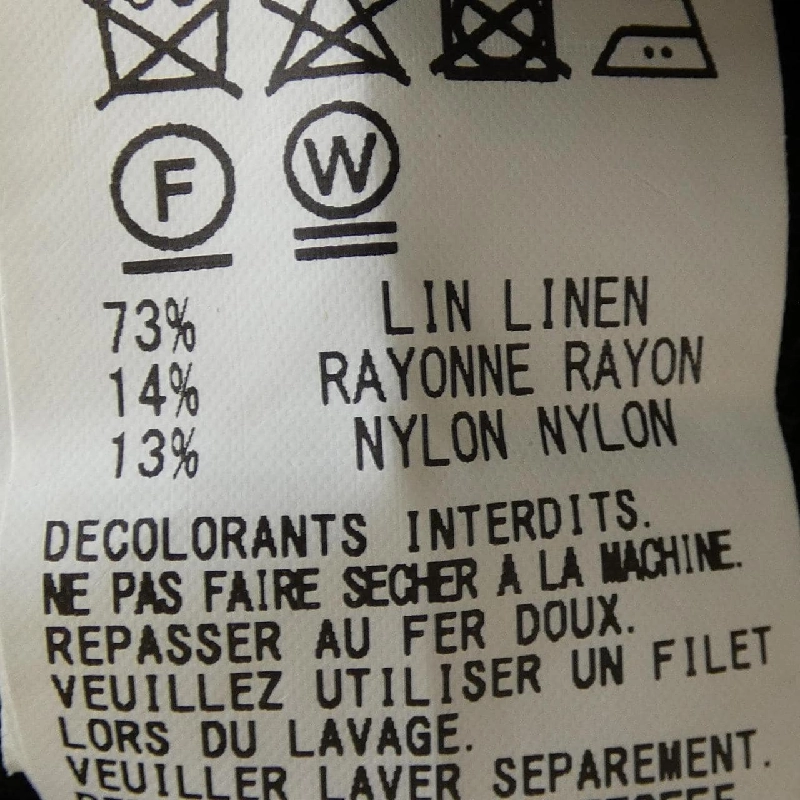 F W
73% LIN LINEN
14% RAYONNE RAYON
13% NYLON NYLON
DECOLORANTS INTERDITS.
NE PAS FAIRE SECHER A LA MACHINE.
REPASSER AU FER DOUX.
VEUILLEZ UTILISER UN FILET
LORS DU LAVAGE.
VEUILLER LAVER SEPAREMENT.